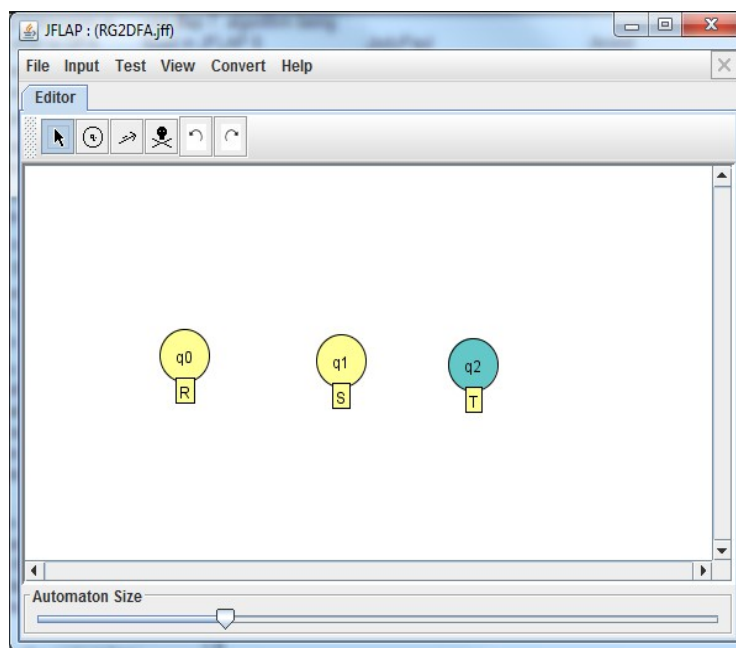 JFLAP : (RG2DFA.jff)
File Input Test View Convert Help
Editor
q0 q1 q2
R S T
Automaton Size